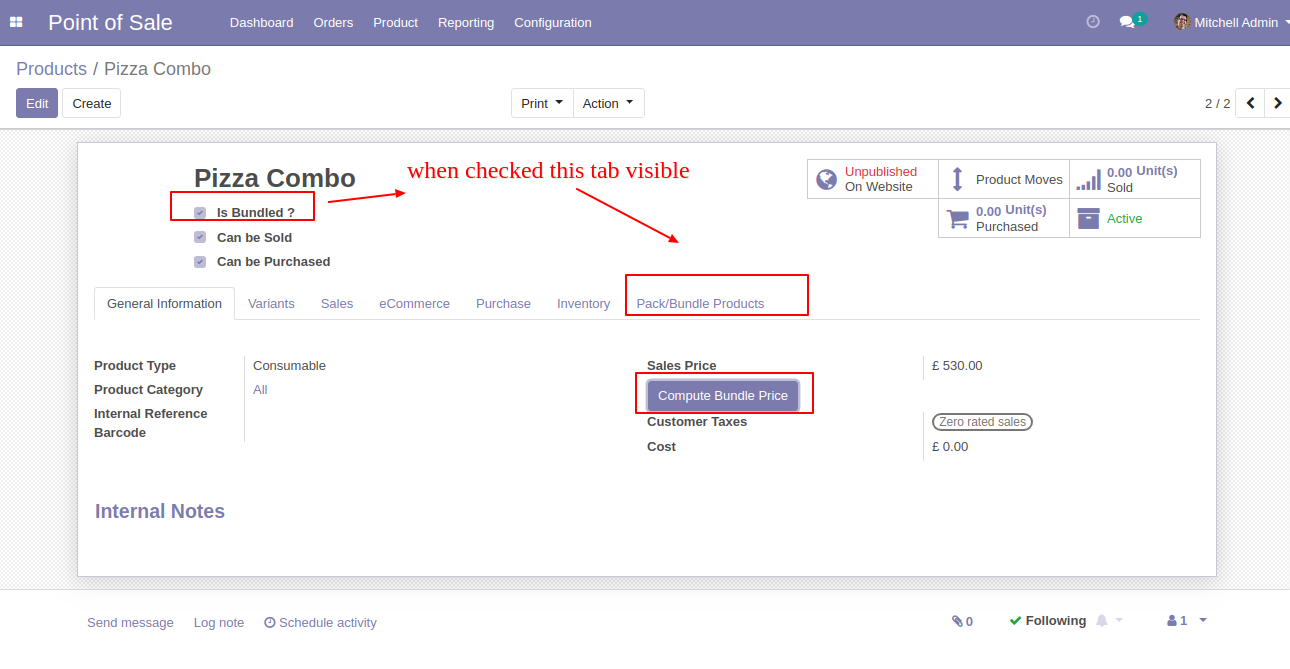 Point of Sale Dashboard Orders Product Reporting Configuration 1 Mitchell Admin
Products / Pizza Combo
Edit Create Print Action 2 / 2
Pizza Combo
when checked this tab visible
Is Bundled ?
Can be Sold
Can be Purchased
Unpublished
On Website
Product Moves
0.00 Unit(s)
Sold
0.00 Unit(s)
Purchased
Active
General Information Variants Sales eCommerce Purchase Inventory Pack/Bundle Products
Product Type Consumable
Product Category All
Internal Reference
Barcode
Sales Price £ 530.00
Compute Bundle Price
Customer Taxes Zero rated sales
Cost £ 0.00
Internal Notes
Send message Log note Schedule activity 0 Following 1